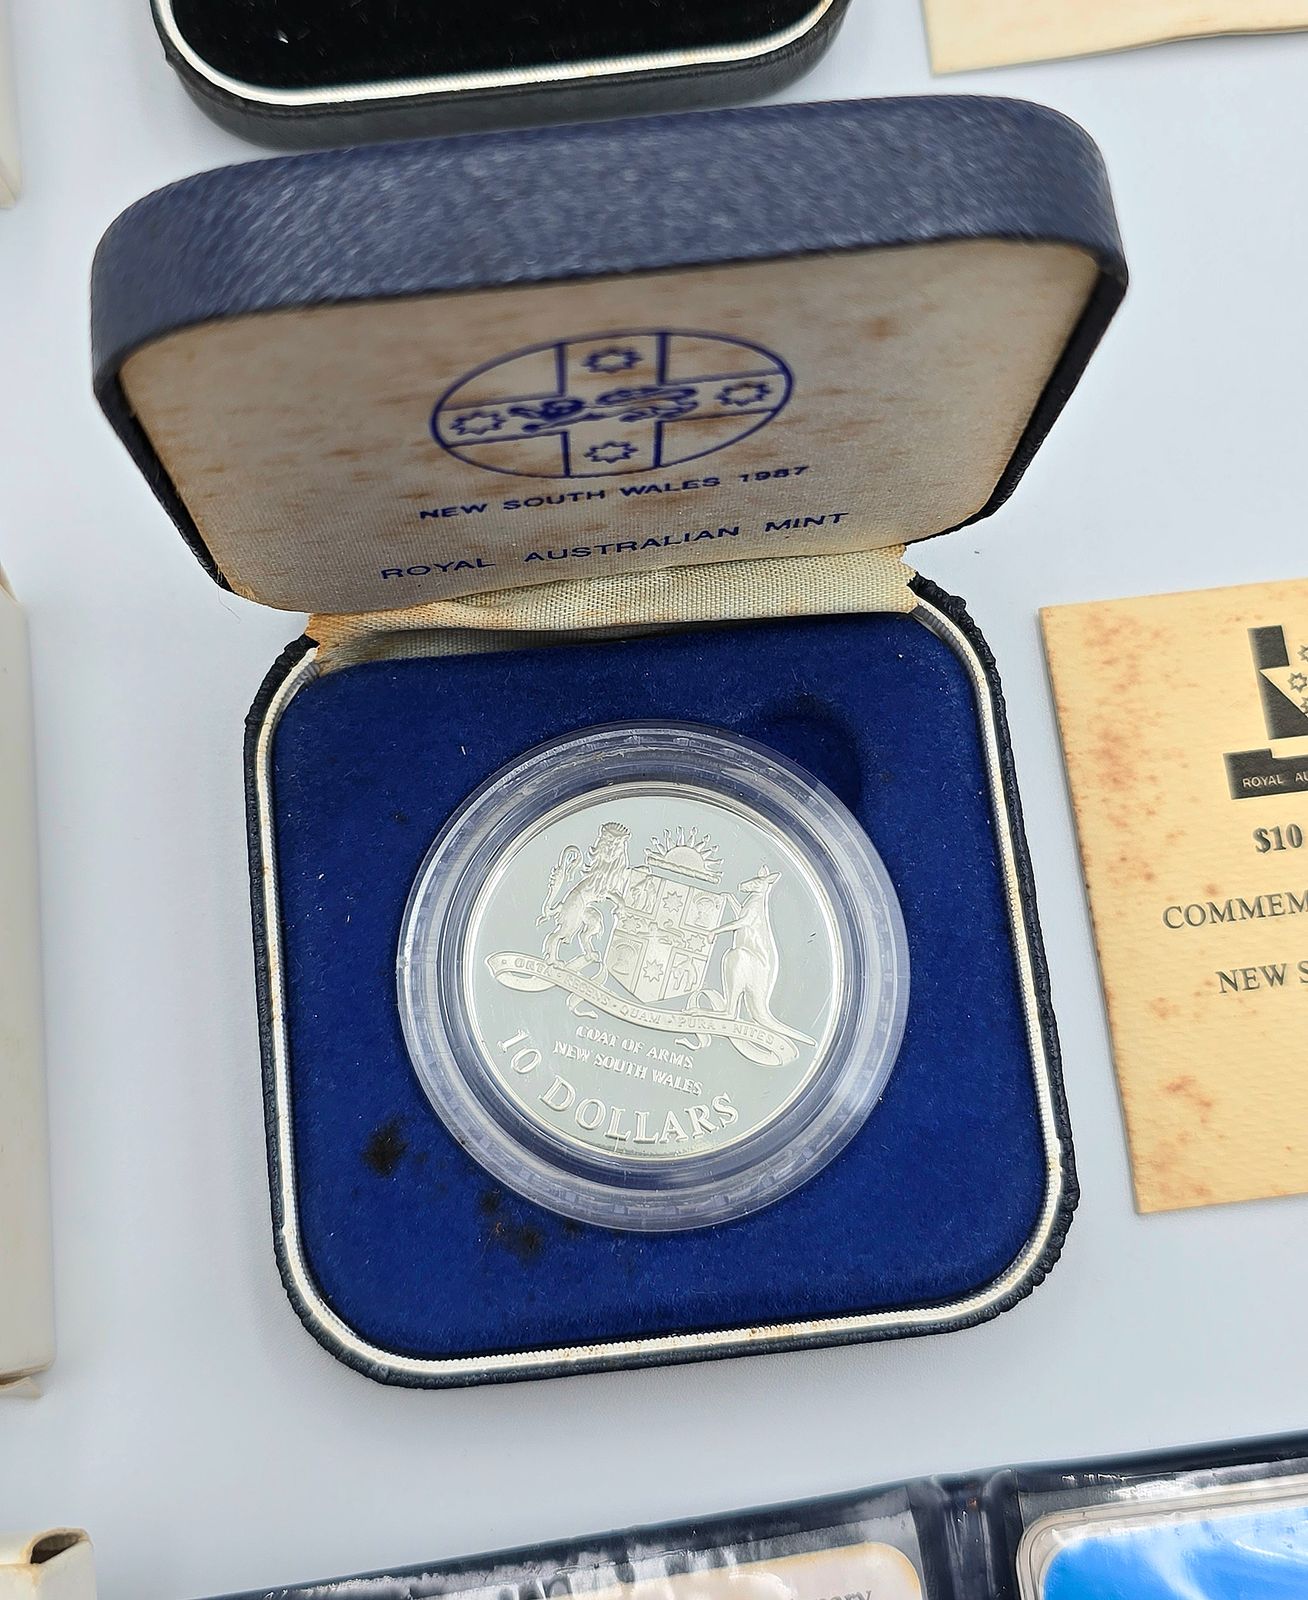 NEW SOUTH WALES 1987
ROYAL AUSTRALIAN MINT
ORTA · RECENS · QUAM · PURA · NITES
COAT OF ARMS
NEW SOUTH WALES
10 DOLLARS
ROYAL AU
$10
COMMEM
NEW S